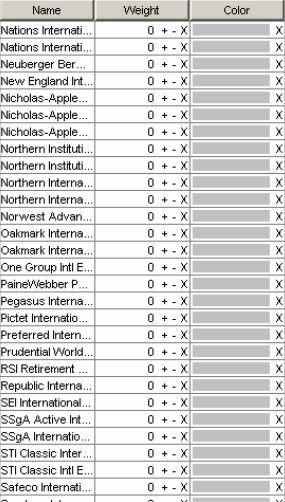 Name Weight Color
Nations Internati... 0 + - X X
Nations Internati... 0 + - X X
Neuberger Ber... 0 + - X X
New England Int... 0 + - X X
Nicholas-Apple... 0 + - X X
Nicholas-Apple... 0 + - X X
Nicholas-Apple... 0 + - X X
Northern Instituti... 0 + - X X
Northern Instituti... 0 + - X X
Northern Interna... 0 + - X X
Northern Interna... 0 + - X X
Norwest Advan... 0 + - X X
Oakmark Interna... 0 + - X X
Oakmark Interna... 0 + - X X
One Group Intl E... 0 + - X X
PaineWebber P... 0 + - X X
Pegasus Interna... 0 + - X X
Pictet Internatio... 0 + - X X
Preferred Intern... 0 + - X X
Prudential World... 0 + - X X
RSI Retirement ... 0 + - X X
Republic Interna... 0 + - X X
SEI International... 0 + - X X
SSgA Active Int... 0 + - X X
SSgA Internatio... 0 + - X X
STI Classic Inter... 0 + - X X
STI Classic Intl E... 0 + - X X
Safeco Internati... 0 + - X X